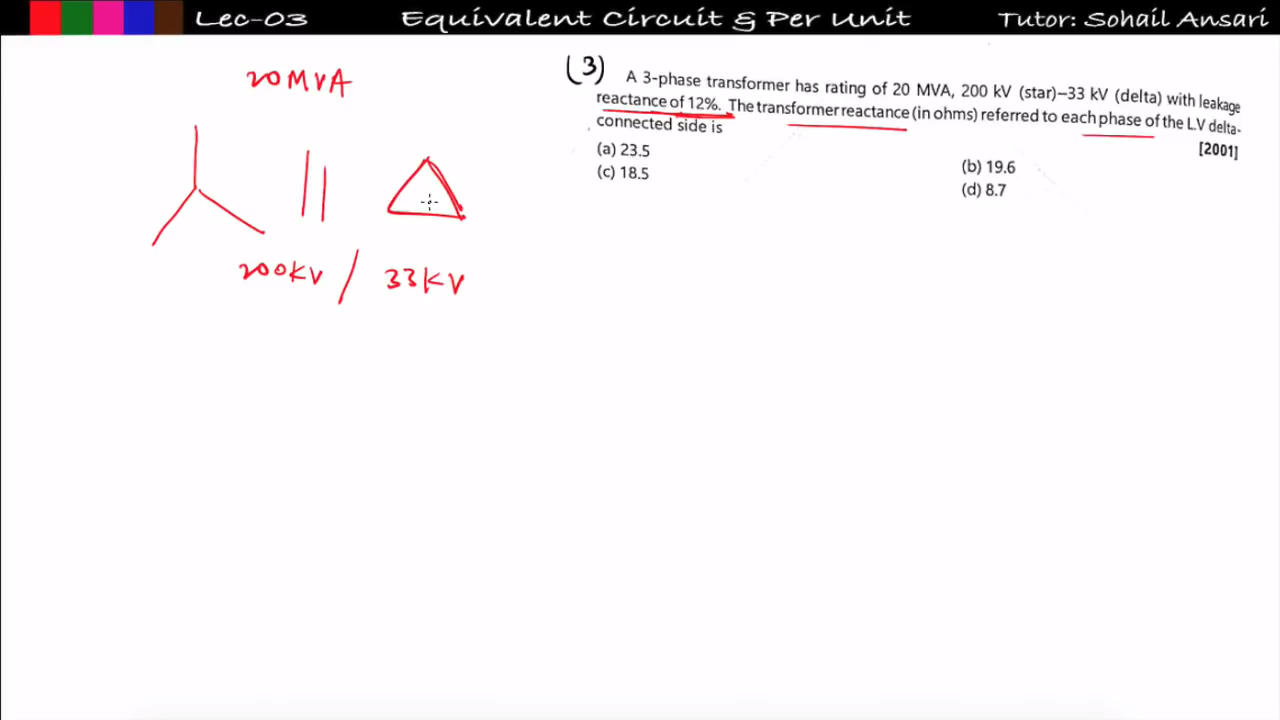 Lec-03 Equivalent Circuit & Per Unit Tutor: Sohail Ansari
20 MVA
200KV / 33KV
(3)
A 3-phase transformer has rating of 20 MVA, 200 kV (star)–33 kV (delta) with leakage
reactance of 12%. The transformer reactance (in ohms) referred to each phase of the L.V delta-
connected side is
[2001]
(a) 23.5
(b) 19.6
(c) 18.5
(d) 8.7